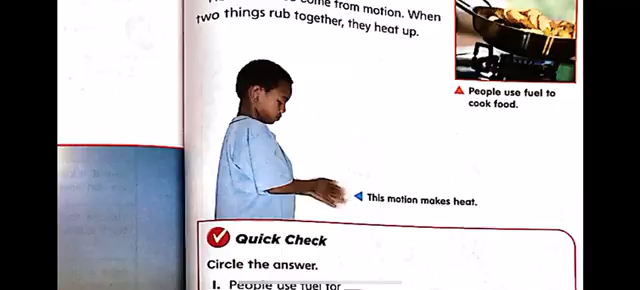 come from motion. When
two things rub together, they heat up.
People use fuel to
cook food.
This motion makes heat.
Quick Check
Circle the answer.
1. People use fuel for